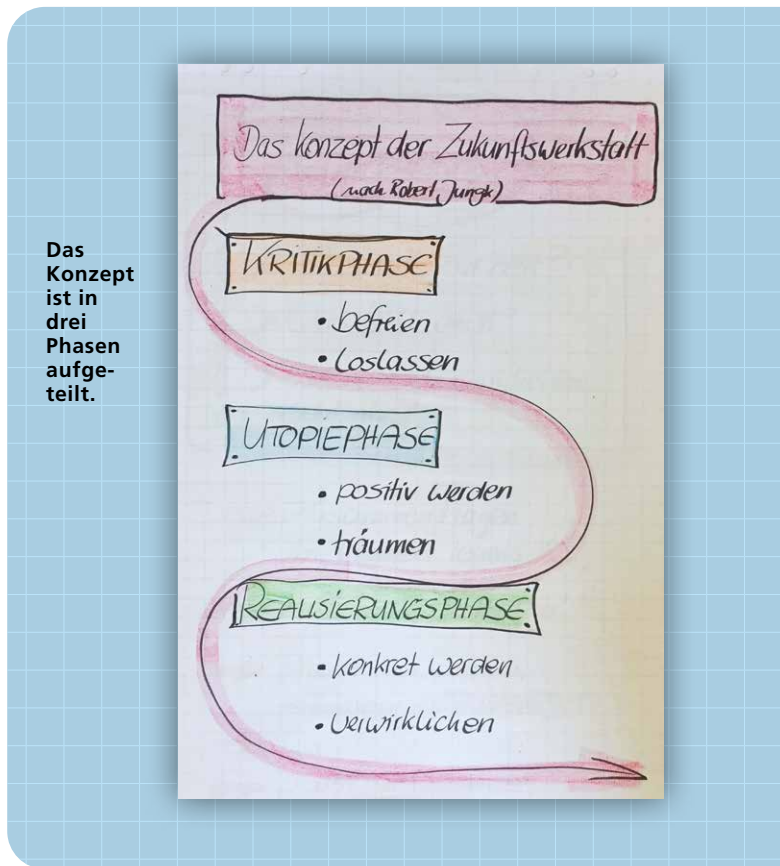 Das
Konzept
ist in
drei
Phasen
aufge-
teilt.
Das Konzept der Zukunftswerkstatt
(nach Robert Jungk)
KRITIKPHASE
• befreien
• loslassen
UTOPIEPHASE
• positiv werden
• träumen
REALISIERUNGSPHASE
• konkret werden
• verwirklichen